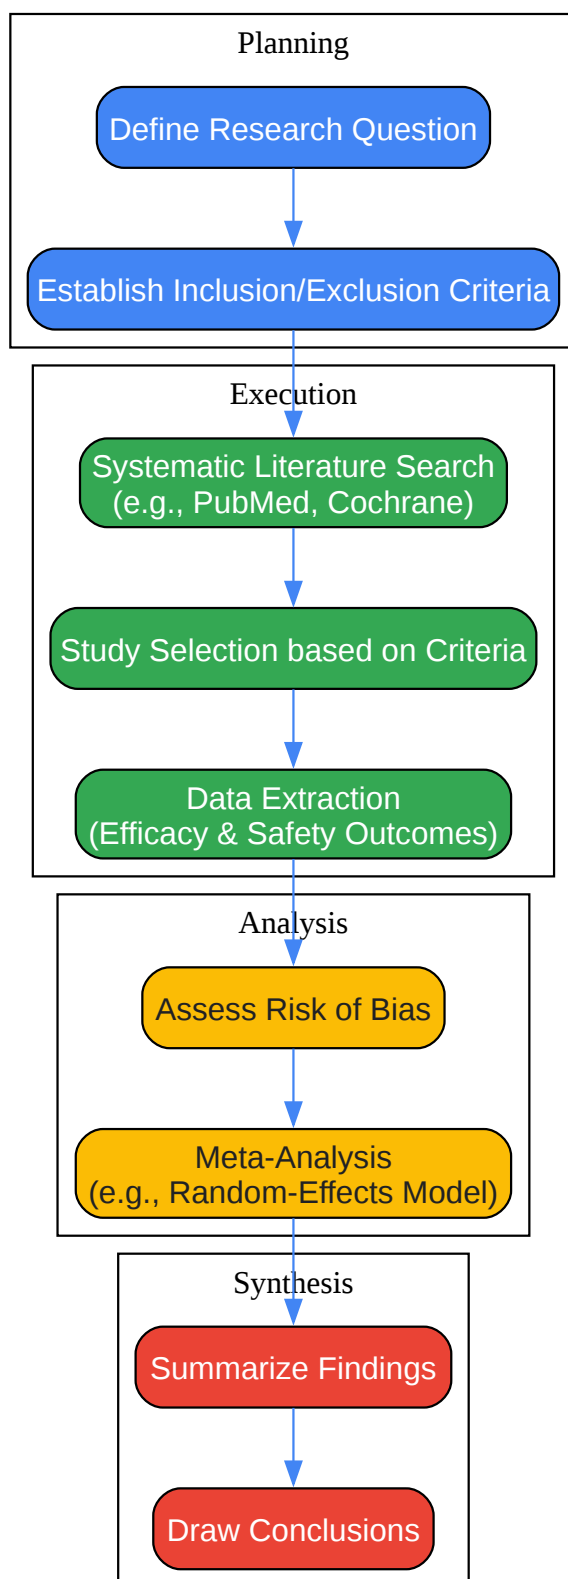 Planning
Define Research Question
Establish Inclusion/Exclusion Criteria
Execution
Systematic Literature Search
(e.g., PubMed, Cochrane)
Study Selection based on Criteria
Data Extraction
(Efficacy & Safety Outcomes)
Analysis
Assess Risk of Bias
Meta-Analysis
(e.g., Random-Effects Model)
Synthesis
Summarize Findings
Draw Conclusions